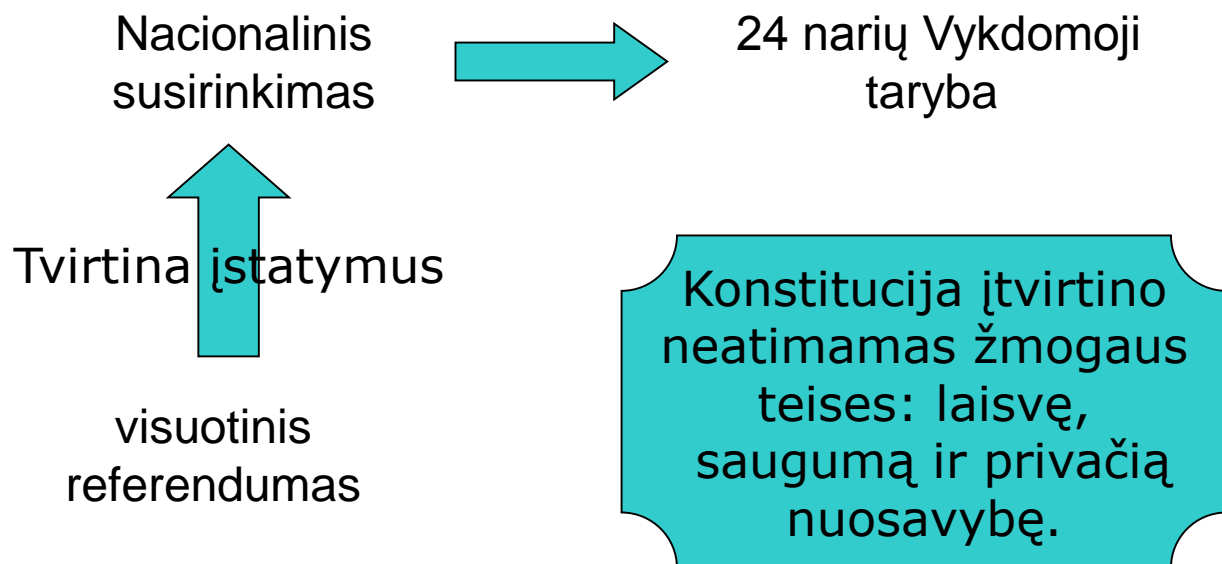 Nacionalinis
susirinkimas
24 narių Vykdomoji
taryba
Tvirtina įstatymus
visuotinis
referendumas
Konstitucija įtvirtino
neatimamas žmogaus
teises: laisvę,
saugumą ir privačią
nuosavybę.